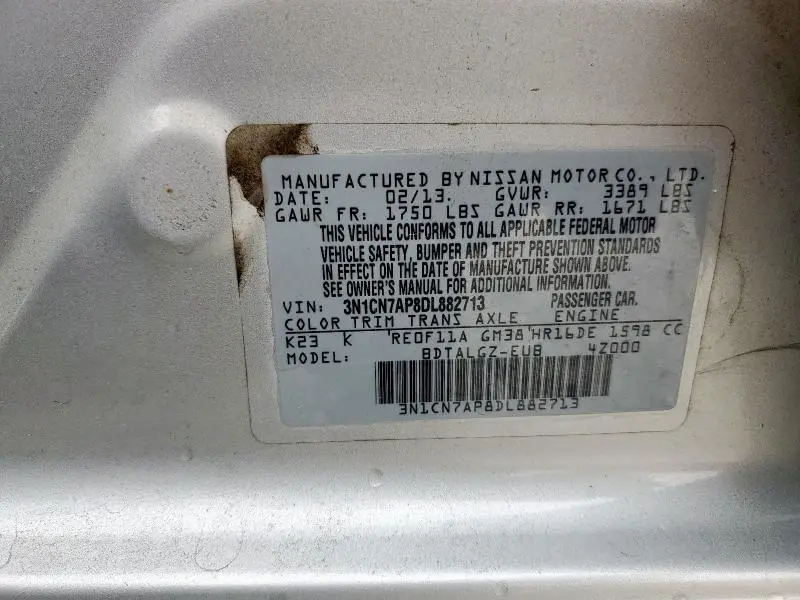 MANUFACTURED BY NISSAN MOTOR CO., LTD.
DATE: 02/13. GVWR: 3389 LBS
GAWR FR: 1750 LBS GAWR RR: 1671 LBS
THIS VEHICLE CONFORMS TO ALL APPLICABLE FEDERAL MOTOR
VEHICLE SAFETY, BUMPER AND THEFT PREVENTION STANDARDS
IN EFFECT ON THE DATE OF MANUFACTURE SHOWN ABOVE.
SEE OWNER'S MANUAL FOR ADDITIONAL INFORMATION.
VIN: 3N1CN7AP8DL882713 PASSENGER CAR.
COLOR TRIM TRANS AXLE ENGINE
K23 K 'RE0F11A GM38 'HR16DE 1598 CC
MODEL: BDTALGZ-EUB 4Z000
3N1CN7AP8DL882713